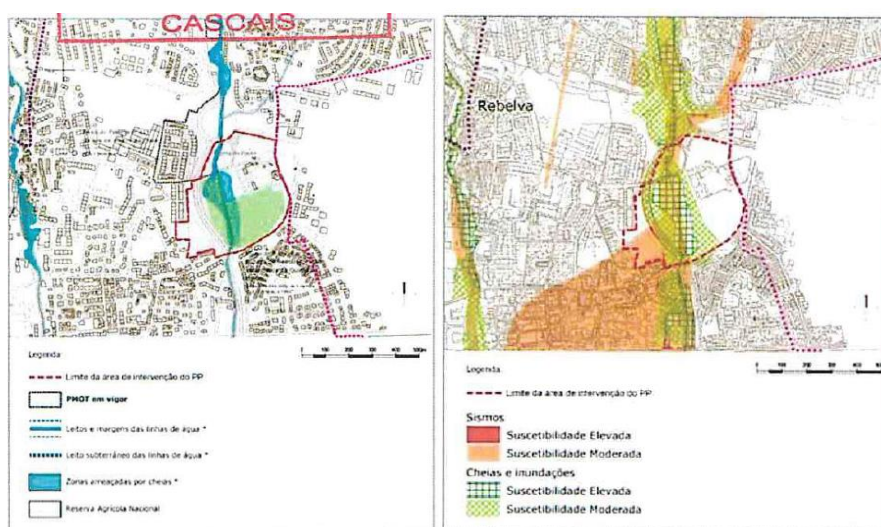 CASCAIS
Legenda
Limite da área de intervenção do PP
PMOT em vigor
Leitos e margens das linhas de água *
Leito subterrâneo das linhas de água *
Zonas ameaçadas por cheias *
Reserva Agrícola Nacional
Rebelva
Legenda
Limite da área de intervenção do PP
Sismos
Suscetibilidade Elevada
Suscetibilidade Moderada
Cheias e inundações
Suscetibilidade Elevada
Suscetibilidade Moderada